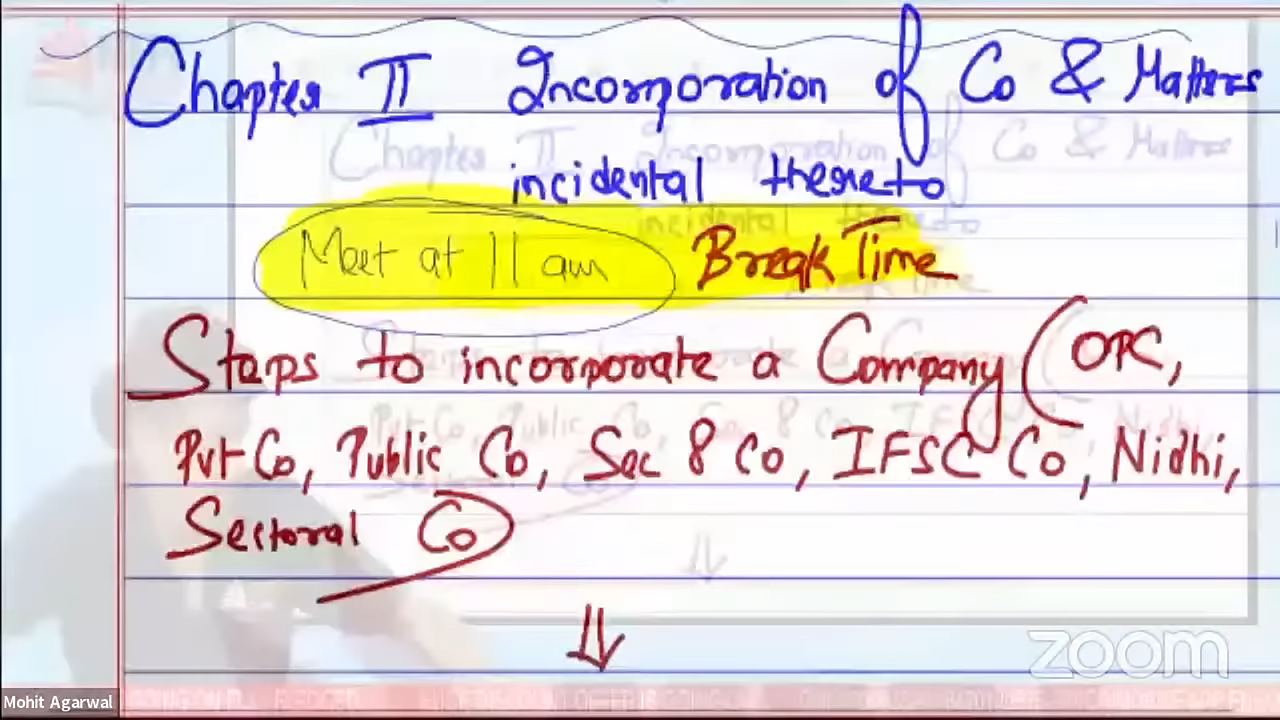 Chapter II Incorporation of Co & Matters
incidental thereto
Meet at 11 am Break Time
Steps to incorporate a Company (OPC,
Pvt Co, Public Co, Sec 8 Co, IFSC Co, Nidhi,
Sectoral Co)
zoom
Mohit Agarwal